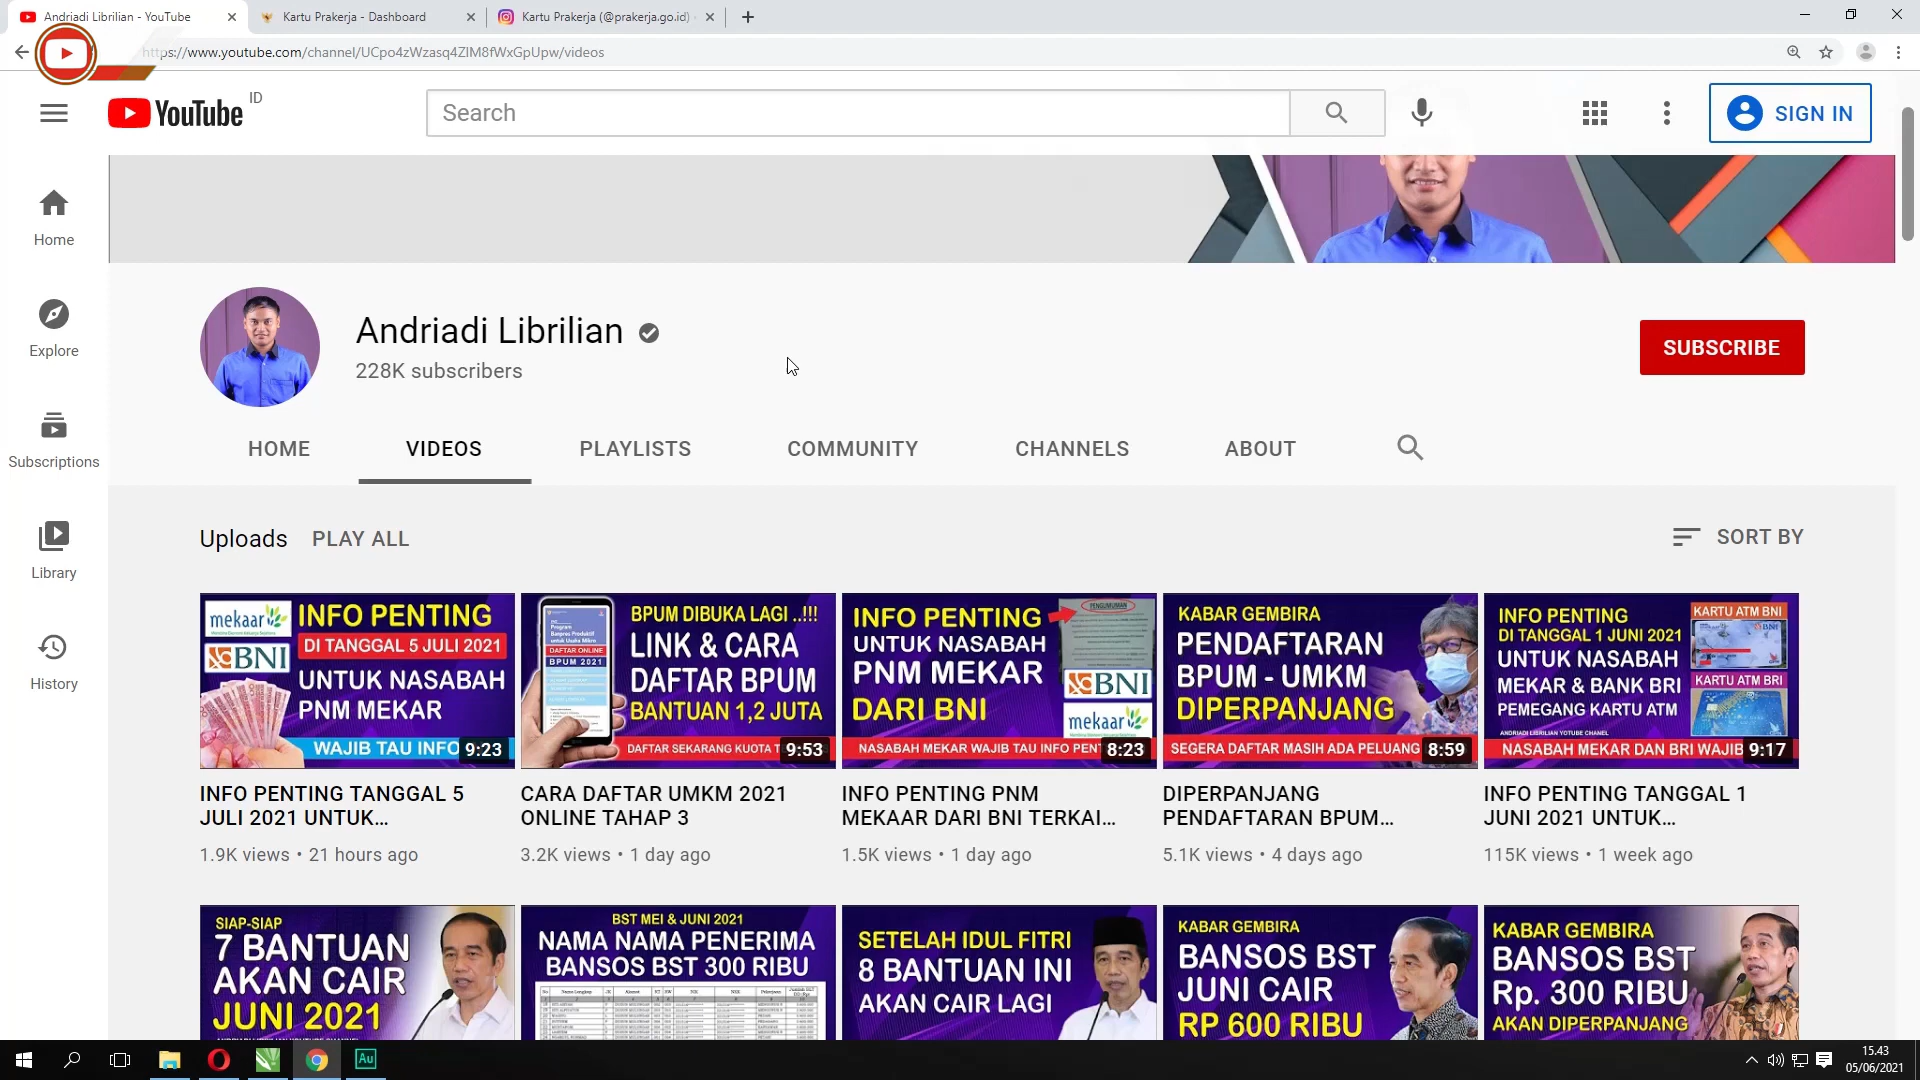 Andriadi Librilian - YouTube
Kartu Prakerja - Dashboard
Kartu Prakerja (@prakerja.go.id)
https://www.youtube.com/channel/UCpo4zWzasq4ZIM8fWxGpUpw/videos
YouTube ID
Search
SIGN IN
Home
Explore
Subscriptions
Library
History
Andriadi Librilian
228K subscribers
SUBSCRIBE
HOME VIDEOS PLAYLISTS COMMUNITY CHANNELS ABOUT
Uploads PLAY ALL
SORT BY
mekaar
BNI
INFO PENTING
DI TANGGAL 5 JULI 2021
UNTUK NASABAH
PNM MEKAR
WAJIB TAU INFO
9:23
INFO PENTING TANGGAL 5
JULI 2021 UNTUK...
1.9K views • 21 hours ago
DAFTAR ONLINE
BPUM 2021
BPUM DIBUKA LAGI ..!!!
LINK & CARA
DAFTAR BPUM
BANTUAN 1,2 JUTA
DAFTAR SEKARANG KUOTA T
9:53
CARA DAFTAR UMKM 2021
ONLINE TAHAP 3
3.2K views • 1 day ago
INFO PENTING
UNTUK NASABAH
PNM MEKAR
DARI BNI
PENGUMUMAN
BNI
mekaar
NASABAH MEKAR WAJIB TAU INFO PENT
8:23
INFO PENTING PNM
MEKAAR DARI BNI TERKAI...
1.5K views • 1 day ago
KABAR GEMBIRA
PENDAFTARAN
BPUM - UMKM
DIPERPANJANG
SEGERA DAFTAR MASIH ADA PELUANG
8:59
DIPERPANJANG
PENDAFTARAN BPUM...
5.1K views • 4 days ago
INFO PENTING
DI TANGGAL 1 JUNI 2021
UNTUK NASABAH
MEKAR & BANK BRI
PEMEGANG KARTU ATM
ANDRIADI LIBRILIAN YOTUBE CHANEL
KARTU ATM BNI
BNI
KARTU ATM BRI
NASABAH MEKAR DAN BRI WAJIB
9:17
INFO PENTING TANGGAL 1
JUNI 2021 UNTUK...
115K views • 1 week ago
SIAP-SIAP
7 BANTUAN
AKAN CAIR
JUNI 2021
BST MEI & JUNI 2021
NAMA NAMA PENERIMA
BANSOS BST 300 RIBU
SETELAH IDUL FITRI
8 BANTUAN INI
AKAN CAIR LAGI
KABAR GEMBIRA
BANSOS BST
JUNI CAIR
RP 600 RIBU
KABAR GEMBIRA
BANSOS BST
Rp. 300 RIBU
AKAN DIPERPANJANG
Au
15.43
05/06/2021